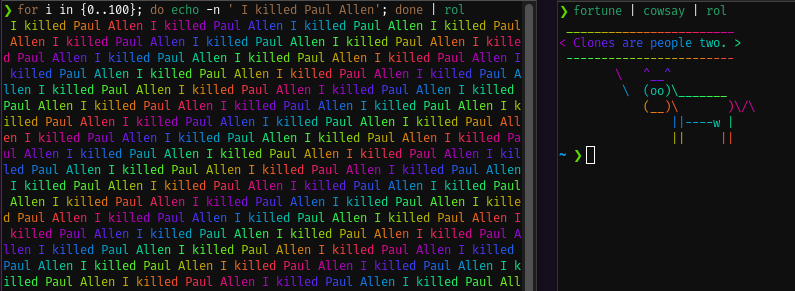 ❯ for i in {0..100}; do echo -n ' I killed Paul Allen'; done | rol
 I killed Paul Allen I killed Paul Allen I killed Paul Allen I killed Paul
 Allen I killed Paul Allen I killed Paul Allen I killed Paul Allen I kille
d Paul Allen I killed Paul Allen I killed Paul Allen I killed Paul Allen I
 killed Paul Allen I killed Paul Allen I killed Paul Allen I killed Paul A
llen I killed Paul Allen I killed Paul Allen I killed Paul Allen I killed 
Paul Allen I killed Paul Allen I killed Paul Allen I killed Paul Allen I k
illed Paul Allen I killed Paul Allen I killed Paul Allen I killed Paul All
en I killed Paul Allen I killed Paul Allen I killed Paul Allen I killed Pa
ul Allen I killed Paul Allen I killed Paul Allen I killed Paul Allen I kil
led Paul Allen I killed Paul Allen I killed Paul Allen I killed Paul Allen
 I killed Paul Allen I killed Paul Allen I killed Paul Allen I killed Paul
 Allen I killed Paul Allen I killed Paul Allen I killed Paul Allen I kille
d Paul Allen I killed Paul Allen I killed Paul Allen I killed Paul Allen I
 killed Paul Allen I killed Paul Allen I killed Paul Allen I killed Paul A
llen I killed Paul Allen I killed Paul Allen I killed Paul Allen I killed 
Paul Allen I killed Paul Allen I killed Paul Allen I killed Paul Allen I k
illed Paul Allen I killed Paul Allen I killed Paul Allen I killed Paul All
❯ fortune | cowsay | rol
 ________________________
< Clones are people two. >
 ------------------------
        \   ^__^
         \  (oo)\_______
            (__)\       )\/\
                ||----w |
                ||     ||
~ ❯